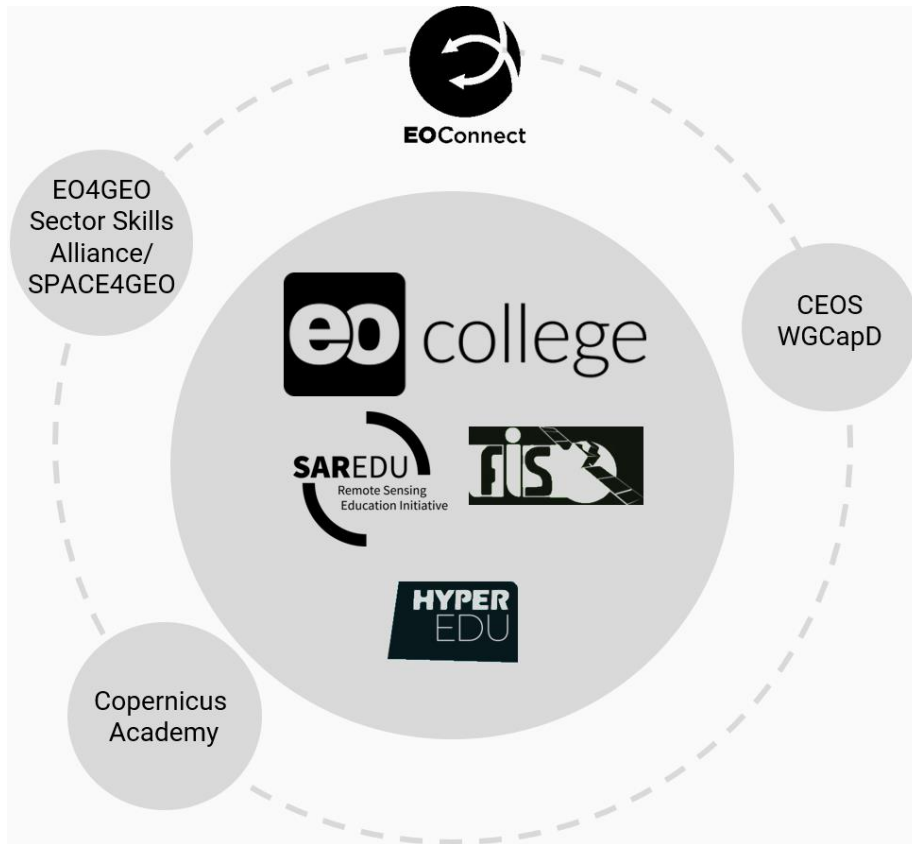 EOConnect
EO4GEO
Sector Skills
Alliance/
SPACE4GEO
CEOS
WGCapD
eo college
SAREDU
Remote Sensing
Education Initiative
FIS
HYPER
EDU
Copernicus
Academy